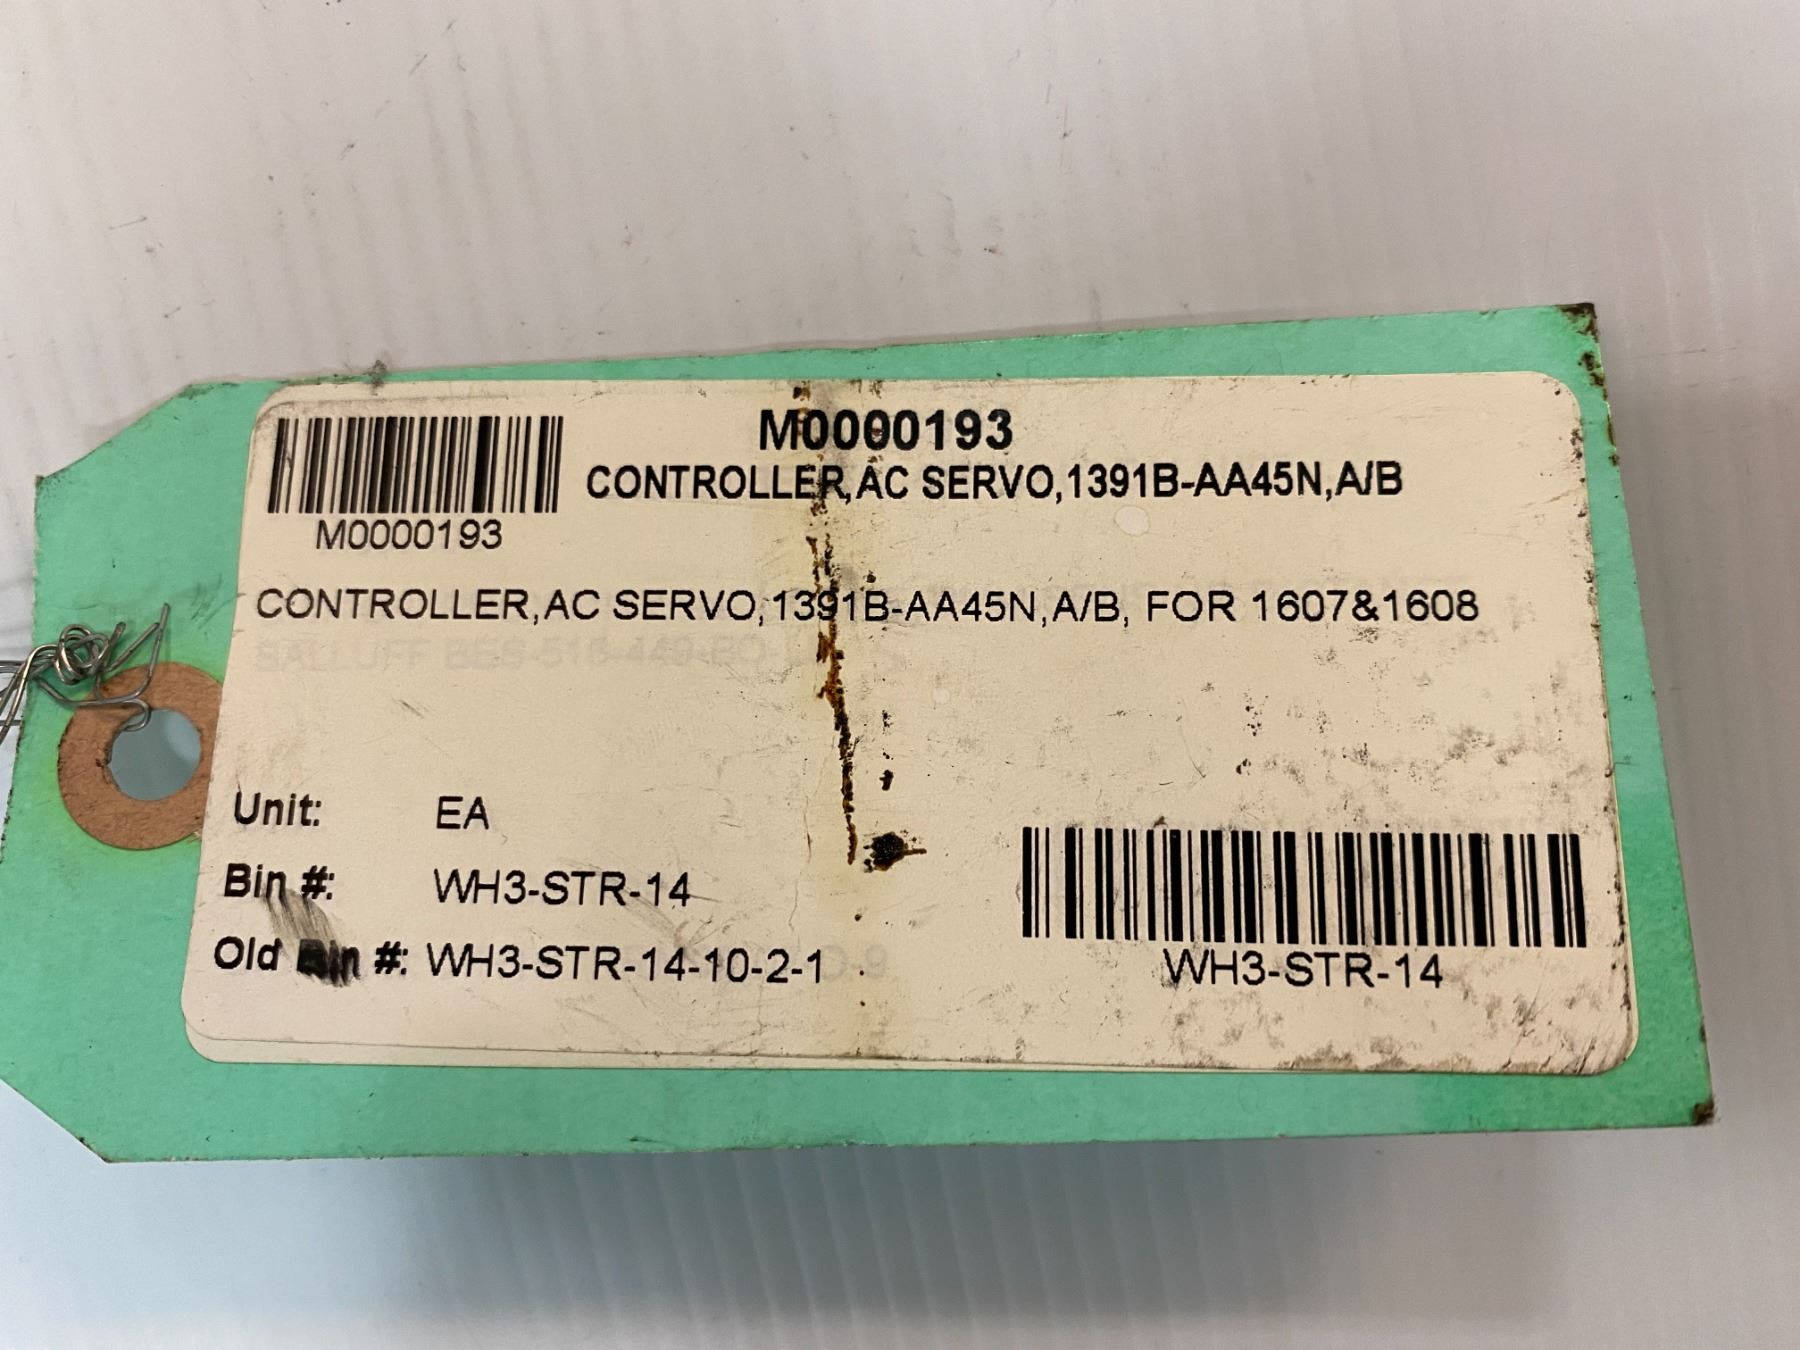 M0000193
CONTROLLER,AC SERVO,1391B-AA45N,A/B
M0000193
CONTROLLER,AC SERVO,1391B-AA45N,A/B, FOR 1607&1608
Unit: EA
Bin #: WH3-STR-14
Old Bin #: WH3-STR-14-10-2-1
WH3-STR-14